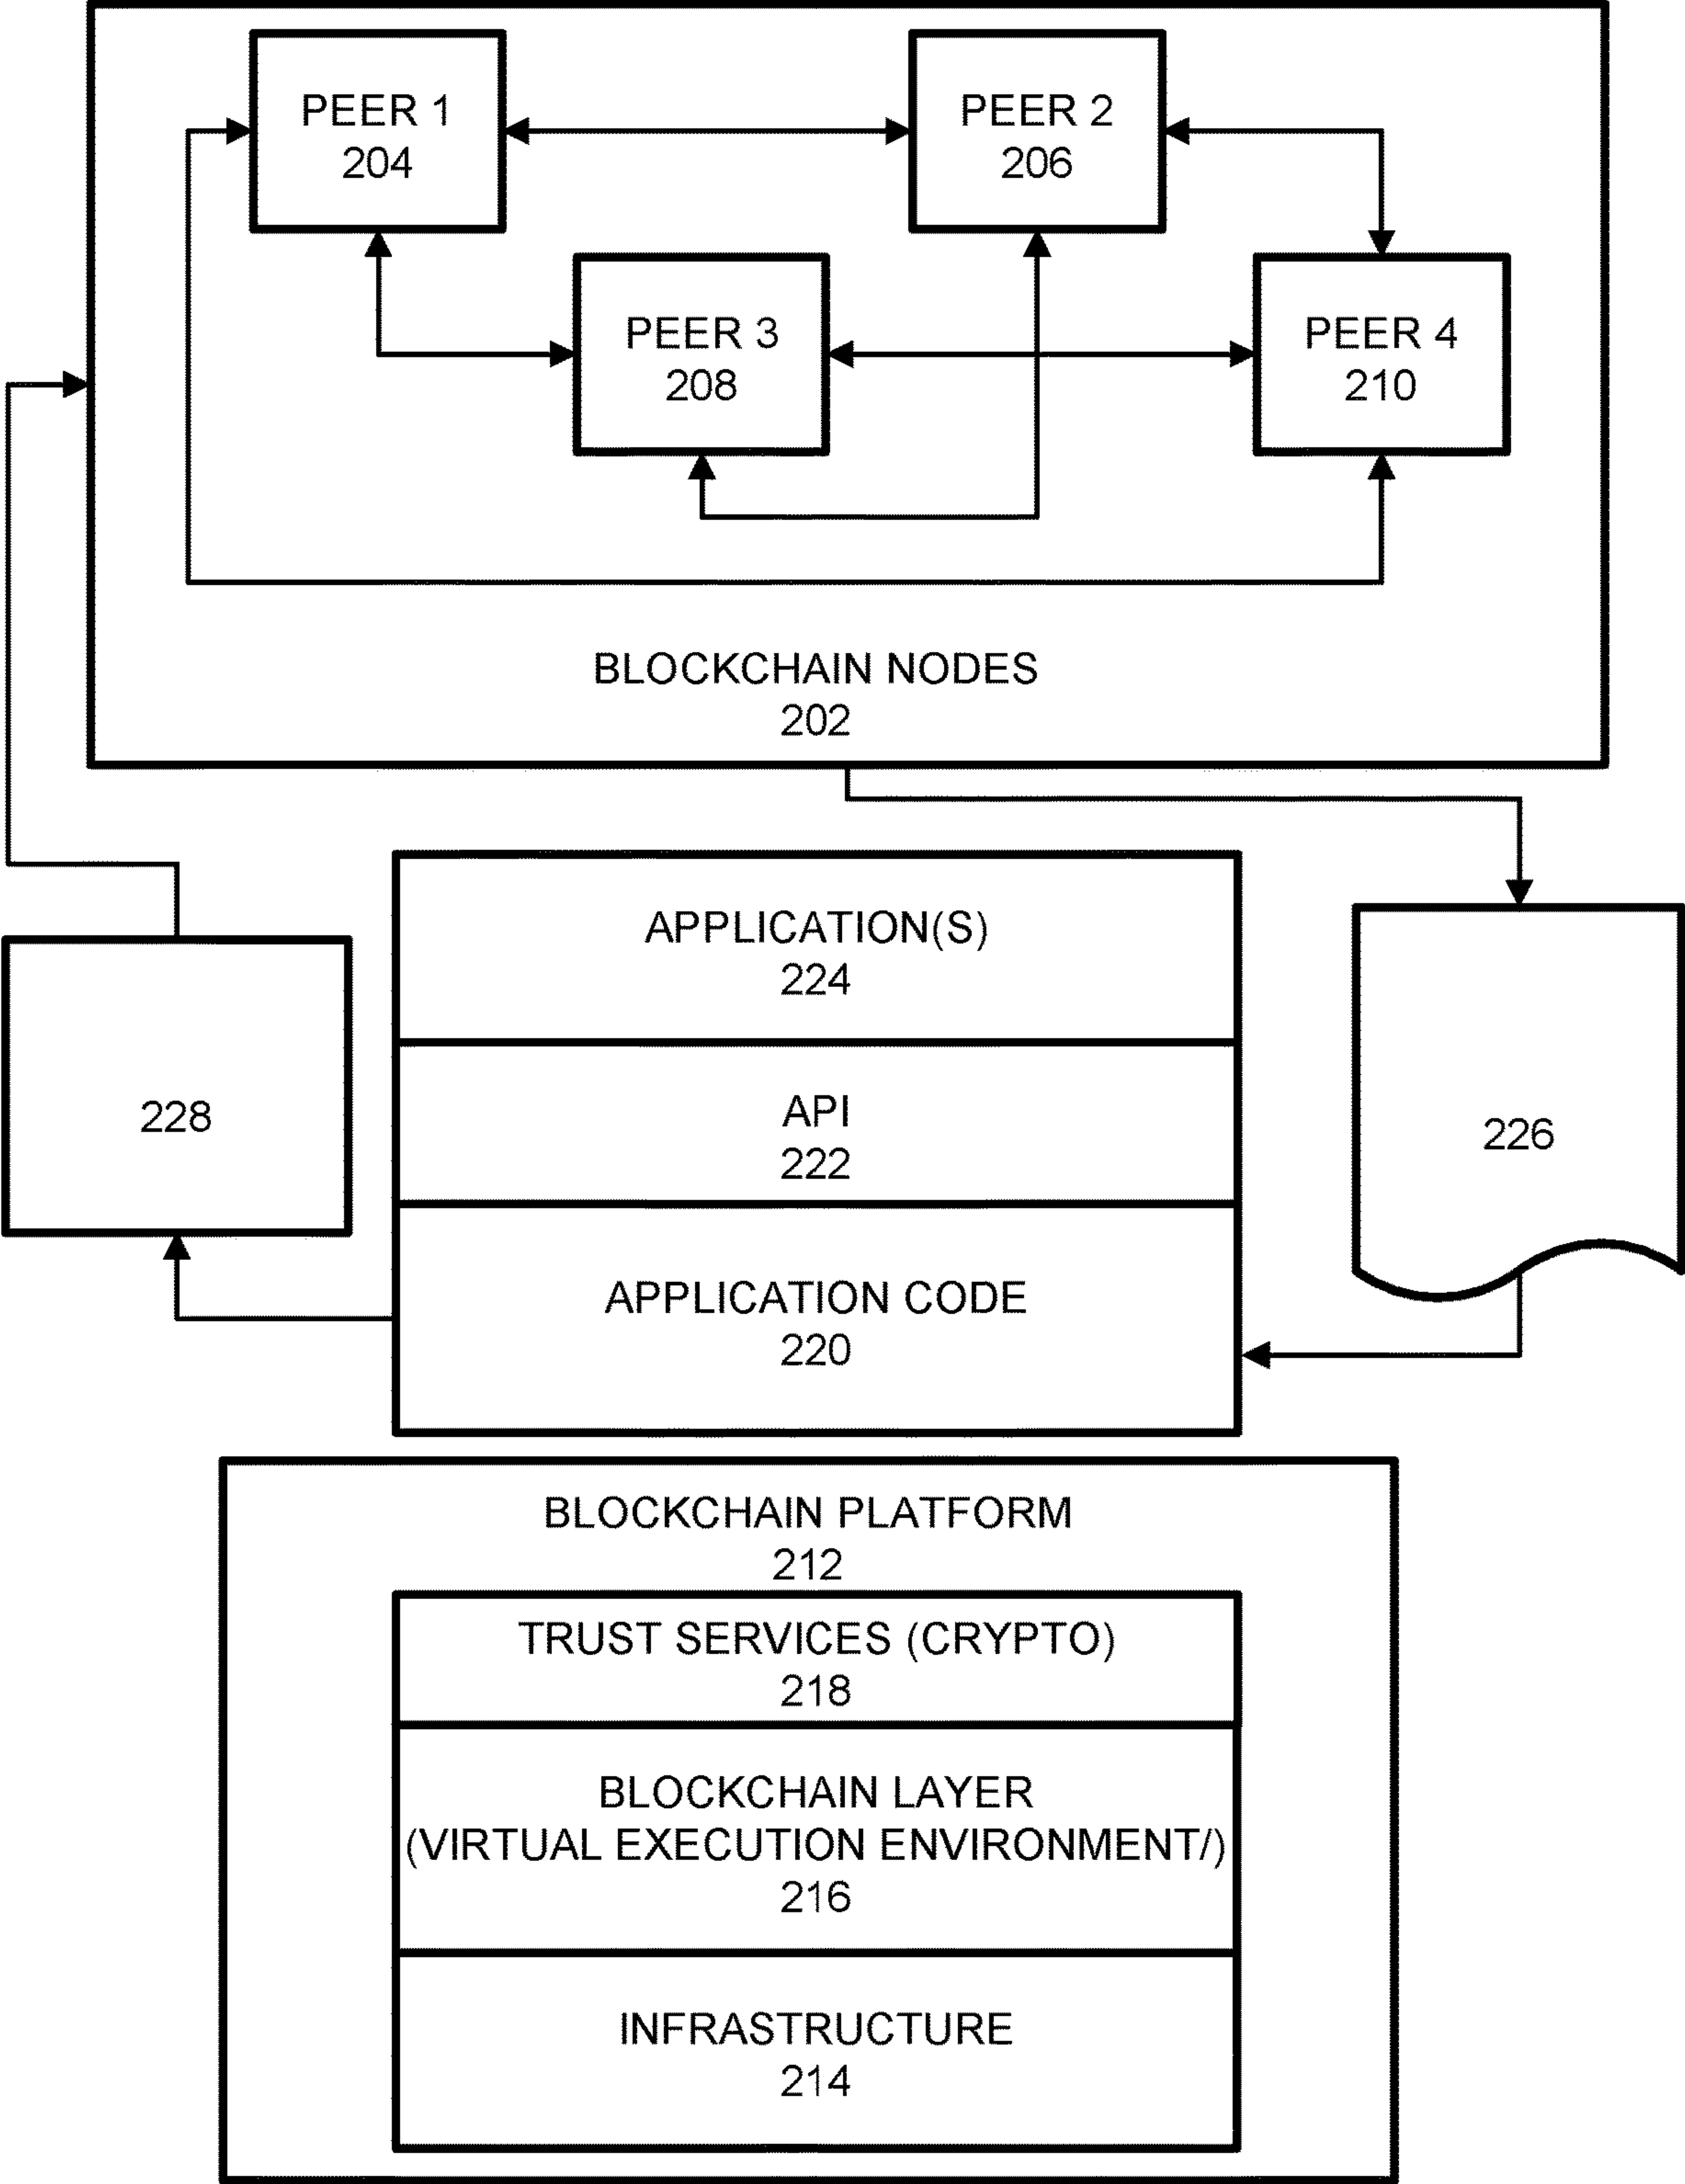 PEER 1
204
PEER 2
206
PEER 3
208
PEER 4
210
BLOCKCHAIN NODES
202
APPLICATION(S)
224
API
222
228
226
APPLICATION CODE
220
BLOCKCHAIN PLATFORM
212
TRUST SERVICES (CRYPTO)
218
BLOCKCHAIN LAYER
(VIRTUAL EXECUTION ENVIRONMENT/)
216
INFRASTRUCTURE
214